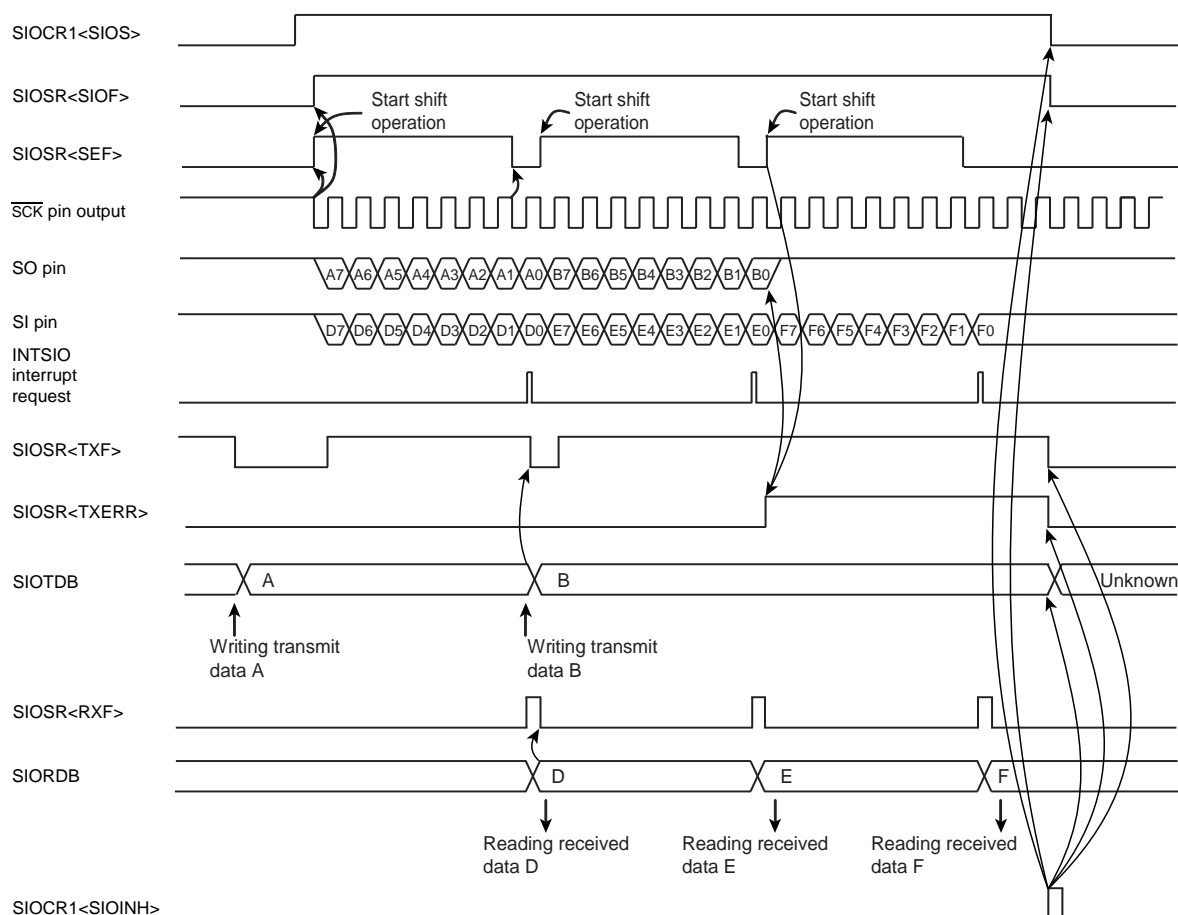 SIOCR1<SIOS>
SIOSR<SIOF>
Start shift
operation
Start shift
operation
Start shift
operation
SIOSR<SEF>
SCK pin output
SO pin
A7 A6 A5 A4 A3 A2 A1 A0 B7 B6 B5 B4 B3 B2 B1 B0
SI pin
D7 D6 D5 D4 D3 D2 D1 D0 E7 E6 E5 E4 E3 E2 E1 E0 F7 F6 F5 F4 F3 F2 F1 F0
INTSIO
interrupt
request
SIOSR<TXF>
SIOSR<TXERR>
SIOTDB
A B Unknown
Writing transmit
data A
Writing transmit
data B
SIOSR<RXF>
SIORDB
D E F
Reading received
data D
Reading received
data E
Reading received
data F
SIOCR1<SIOINH>